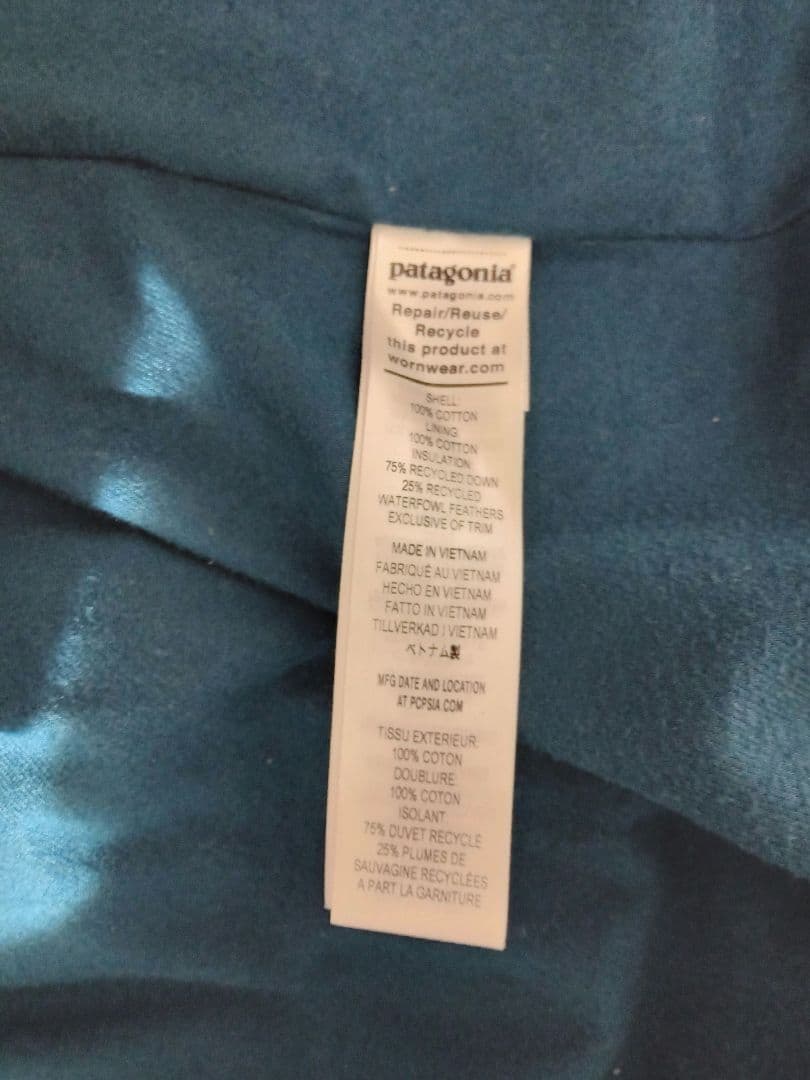 patagonia®
www.patagonia.com
Repair/Reuse/
Recycle
this product at
wornwear.com
SHELL:
100% COTTON
LINING:
100% COTTON
INSULATION:
75% RECYCLED DOWN
25% RECYCLED
WATERFOWL FEATHERS
EXCLUSIVE OF TRIM
MADE IN VIETNAM
FABRIQUÉ AU VIETNAM
HECHO EN VIETNAM
FATTO IN VIETNAM
TILLVERKAD I VIETNAM
ベトナム製
MFG DATE AND LOCATION
AT PCPSIA.COM
TISSU EXTERIEUR:
100% COTON
DOUBLURE:
100% COTON
ISOLANT:
75% DUVET RECYCLÉ
25% PLUMES DE
SAUVAGINE RECYCLÉES
A PART LA GARNITURE